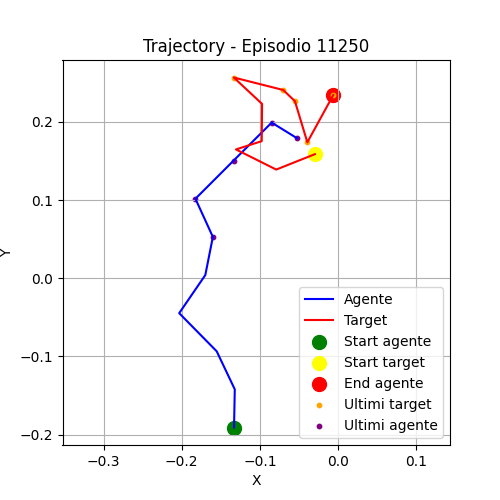 Trajectory - Episodio 11250
Y
0.2
0.1
0.0
−0.1
−0.2
−0.3
−0.2
−0.1
0.0
0.1
X
Agente
Target
Start agente
Start target
End agente
Ultimi target
Ultimi agente